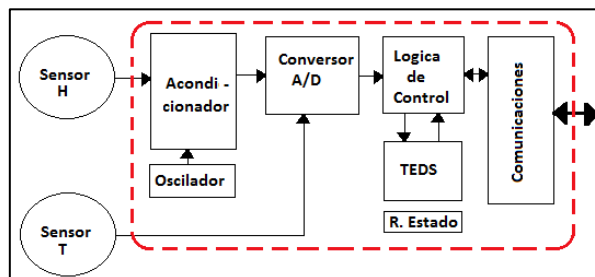 Sensor
H
Acondi -
cionador
Conversor
A/D
Logica
de
Control
Comunicaciones
Oscilador
TEDS
R. Estado
Sensor
T